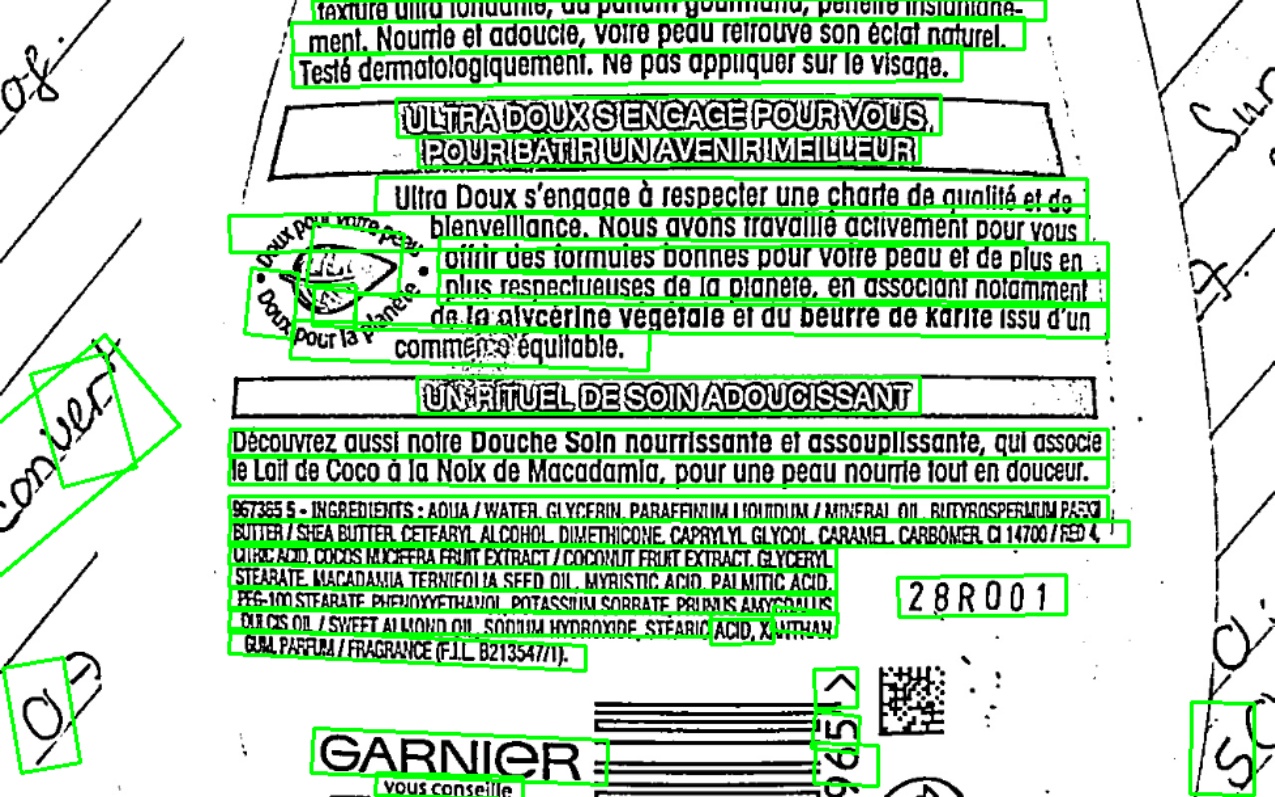 texture ultra fondante, au parfum gourmand, pénètre instantané-
ment. Nourrie et adoucie, votre peau retrouve son éclat naturel.
Testé dermatologiquement. Ne pas appliquer sur le visage.
ULTRA DOUX S'ENGAGE POUR VOUS,
POUR BÂTIR UN AVENIR MEILLEUR
Ultra Doux s'engage à respecter une charte de qualité et de
bienveillance. Nous avons travaillé activement pour vous
offrir des formules bonnes pour votre peau et de plus en
plus respectueuses de la planète, en associant notamment
de la glycérine végétale et du beurre de Karité issu d'un
commerce équitable.
Doux pour votre peau
Doux pour la planète
UN RITUEL DE SOIN ADOUCISSANT
Découvrez aussi notre Douche Soin nourrissante et assouplissante, qui associe
le Lait de Coco à la Noix de Macadamia, pour une peau nourrie tout en douceur.
967365 5 - INGREDIENTS : AQUA / WATER, GLYCERIN, PARAFFINUM LIQUIDUM / MINERAL OIL, BUTYROSPERMUM PARKII
BUTTER / SHEA BUTTER, CETEARYL ALCOHOL, DIMETHICONE, CAPRYLYL GLYCOL, CARAMEL, CARBOMER, CI 14700 / RED 4,
CITRIC ACID, COCOS NUCIFERA FRUIT EXTRACT / COCONUT FRUIT EXTRACT, GLYCERYL
STEARATE, MACADAMIA TERNIFOLIA SEED OIL, MYRISTIC ACID, PALMITIC ACID,
PEG-100 STEARATE, PHENOXYETHANOL, POTASSIUM SORBATE, PRUNUS AMYGDALUS
DULCIS OIL / SWEET ALMOND OIL, SODIUM HYDROXIDE, STEARIC ACID, XANTHAN
GUM, PARFUM / FRAGRANCE (F.I.L. B213547/1).
28R001
GARNIER
vous conseille
965 >